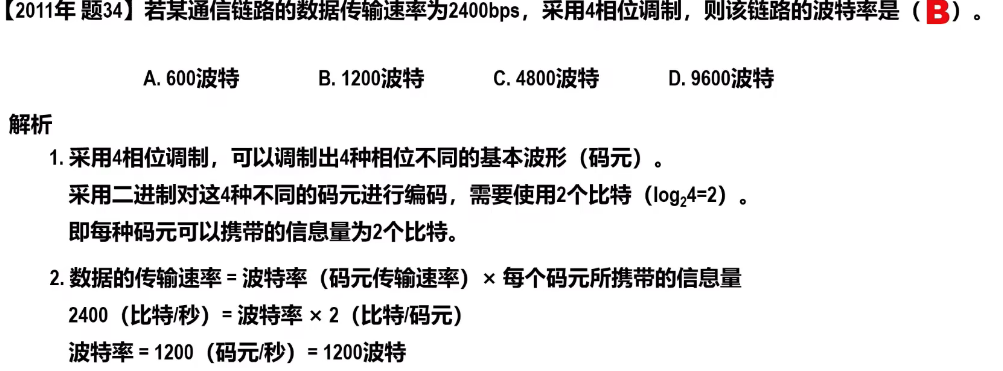 【2011年 题34】若某通信链路的数据传输速率为2400bps，采用4相位调制，则该链路的波特率是（B）。
A. 600波特 B. 1200波特 C. 4800波特 D. 9600波特
解析
1. 采用4相位调制，可以调制出4种相位不同的基本波形（码元）。
采用二进制对这4种不同的码元进行编码，需要使用2个比特（log₂4=2）。
即每种码元可以携带的信息量为2个比特。
2. 数据的传输速率 = 波特率（码元传输速率）× 每个码元所携带的信息量
2400（比特/秒）= 波特率 × 2（比特/码元）
波特率 = 1200（码元/秒）= 1200波特